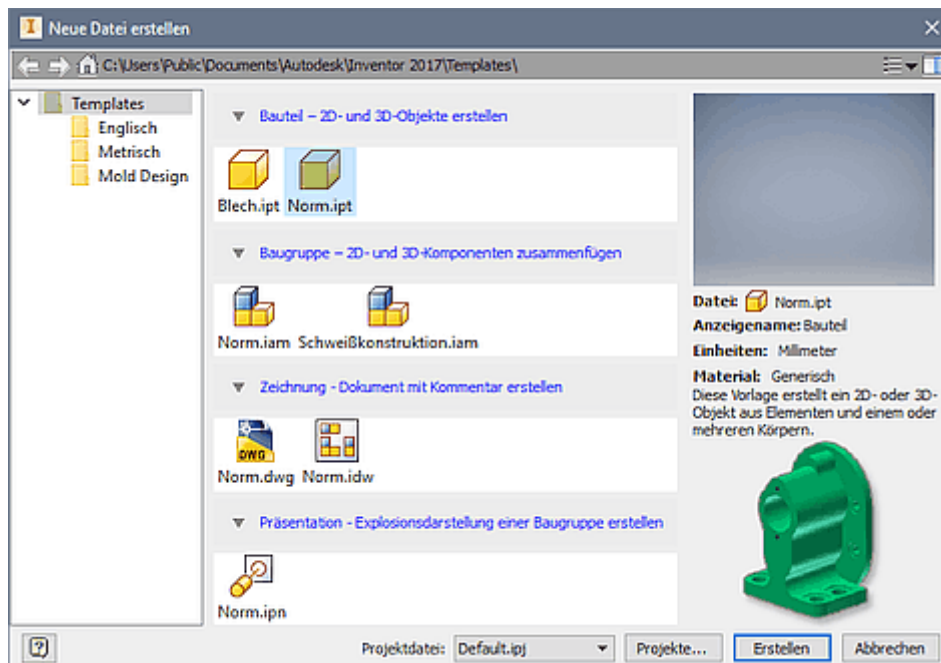 Neue Datei erstellen
C:\Users\Public\Documents\Autodesk\Inventor 2017\Templates\
Templates
Englisch
Metrisch
Mold Design
Bauteil – 2D- und 3D-Objekte erstellen
Blech.ipt Norm.ipt
Baugruppe – 2D- und 3D-Komponenten zusammenfügen
Norm.iam Schweißkonstruktion.iam
Zeichnung - Dokument mit Kommentar erstellen
DWG
Norm.dwg Norm.idw
Präsentation - Explosionsdarstellung einer Baugruppe erstellen
Norm.ipn
Datei: Norm.ipt
Anzeigename: Bauteil
Einheiten: Millimeter
Material: Generisch
Diese Vorlage erstellt ein 2D- oder 3D-
Objekt aus Elementen und einem oder
mehreren Körpern.
Projektdatei: Default.ipj Projekte... Erstellen Abbrechen